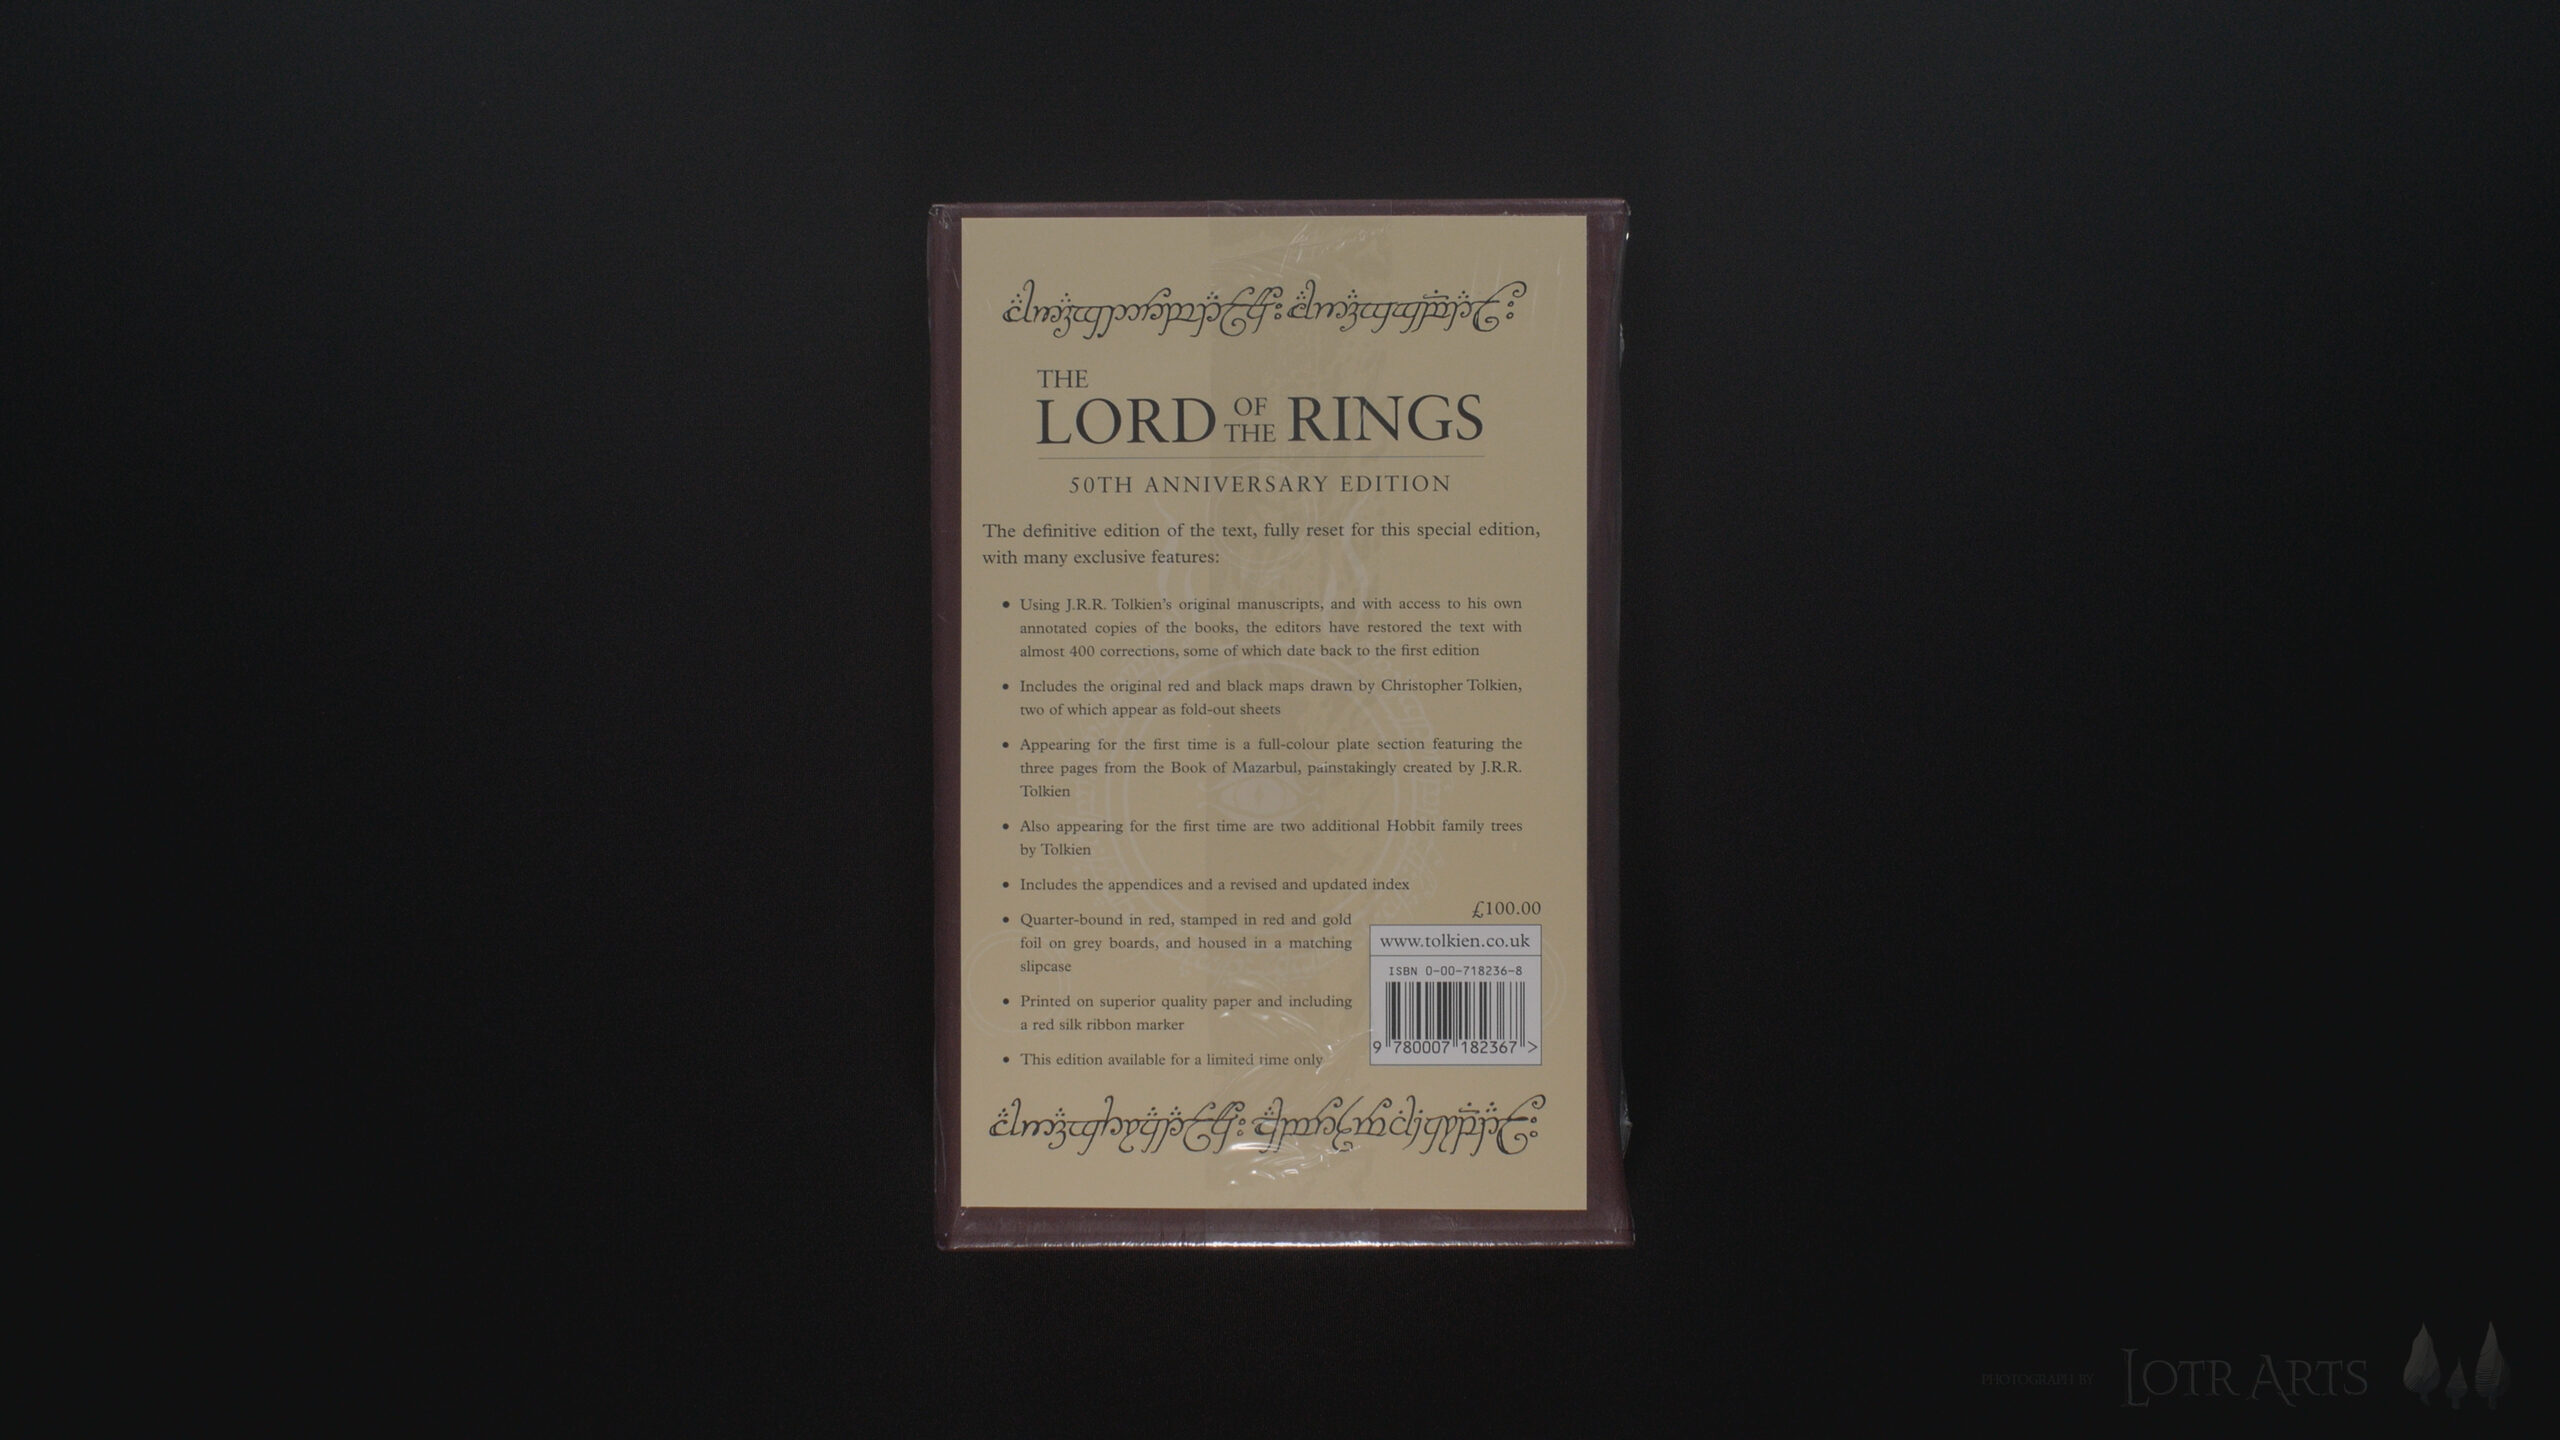 THE
LORD OF THE RINGS
50TH ANNIVERSARY EDITION
The definitive edition of the text, fully reset for this special edition,
with many exclusive features:
• Using J.R.R. Tolkien's original manuscripts, and with access to his own
annotated copies of the books, the editors have restored the text with
almost 400 corrections, some of which date back to the first edition
• Includes the original red and black maps drawn by Christopher Tolkien,
two of which appear as fold-out sheets
• Appearing for the first time is a full-colour plate section featuring the
three pages from the Book of Mazarbul, painstakingly created by J.R.R.
Tolkien
• Also appearing for the first time are two additional Hobbit family trees
by Tolkien
• Includes the appendices and a revised and updated index
• Quarter-bound in red, stamped in red and gold
foil on grey boards, and housed in a matching
slipcase
• Printed on superior quality paper and including
a red silk ribbon marker
• This edition available for a limited time only
£100.00
www.tolkien.co.uk
ISBN 0-00-718236-8
9 780007 182367 >
PHOTOGRAPH BY LOTR ARTS